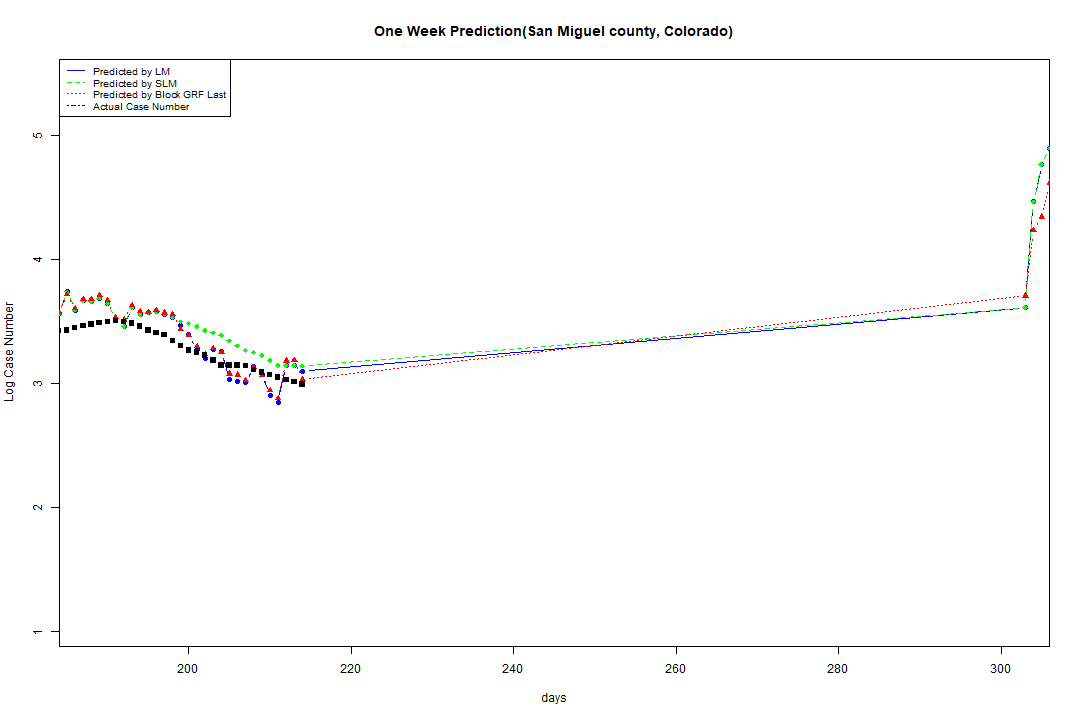 One Week Prediction(San Miguel county, Colorado)
Predicted by LM
Predicted by SLM
Predicted by Block GRF Last
Actual Case Number
Log Case Number
5
4
3
2
1
200 220 240 260 280 300
days